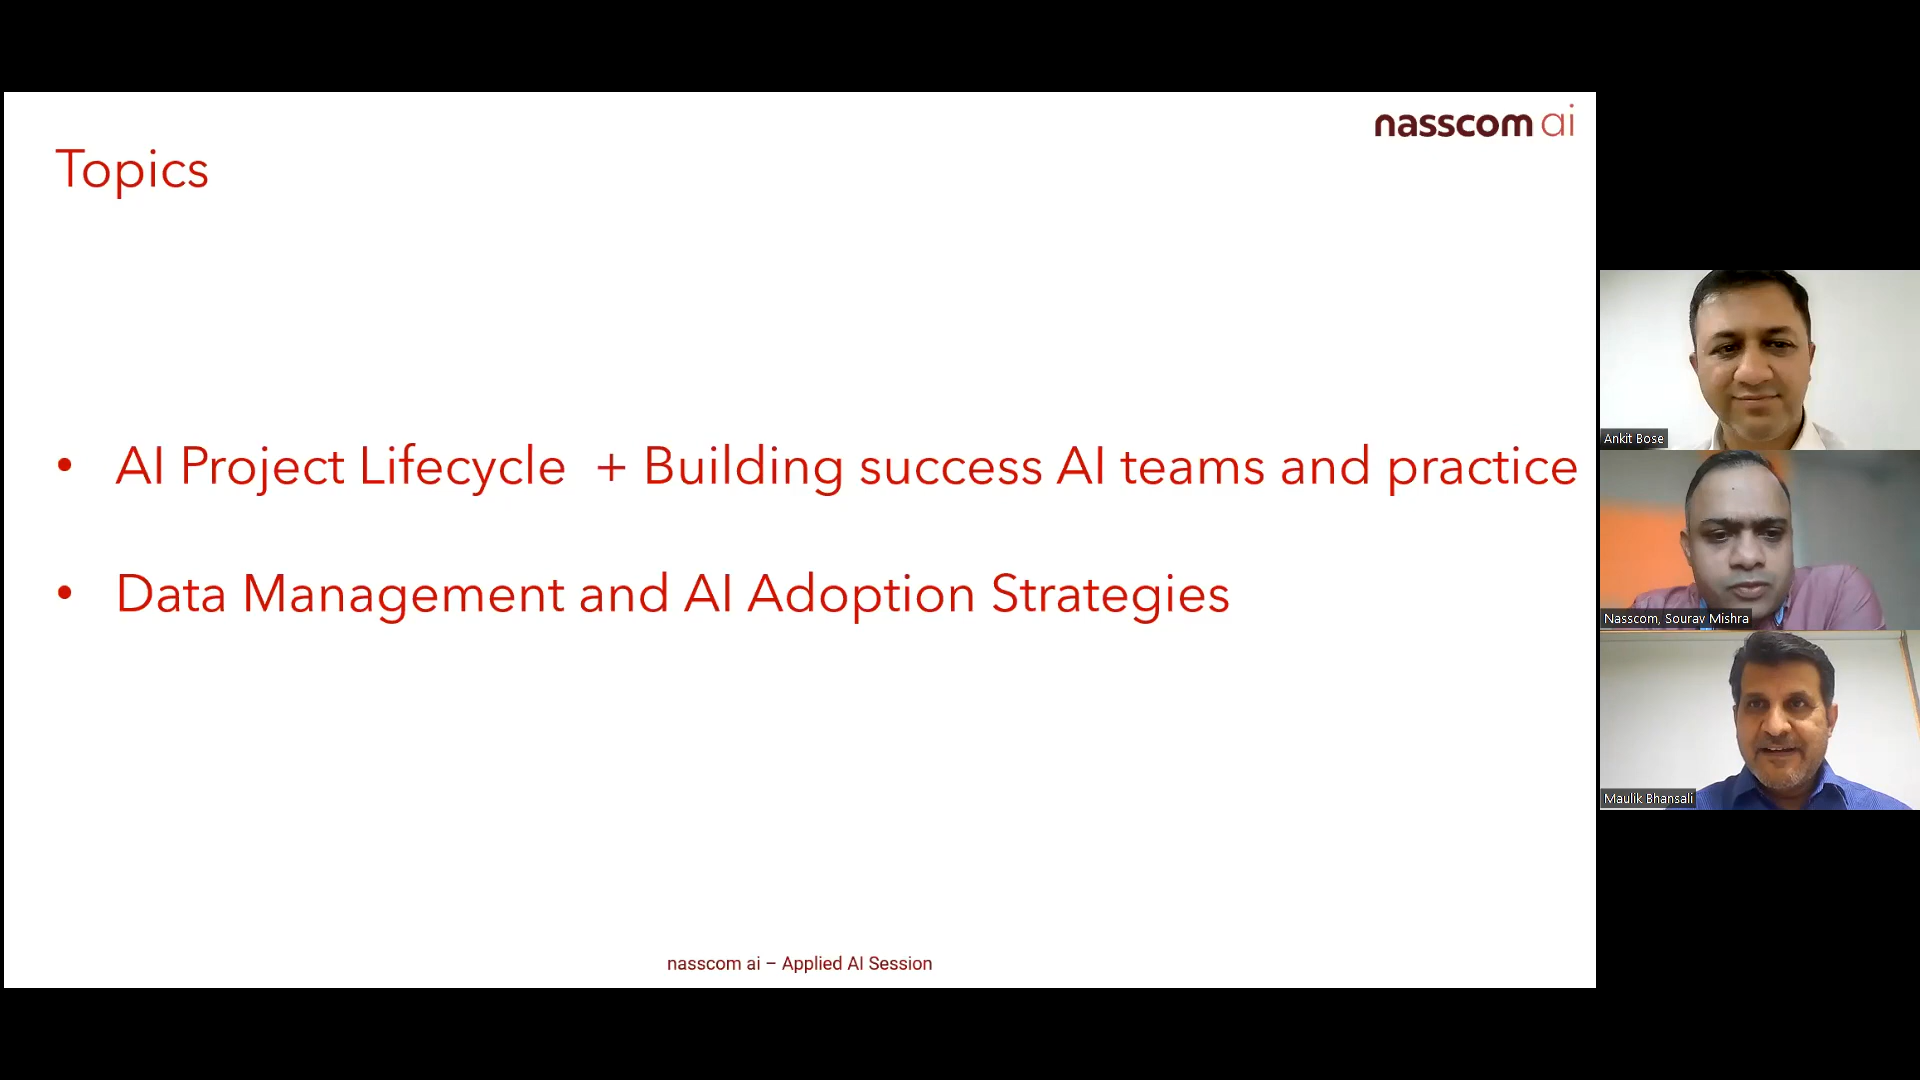 nasscom ai
Topics
• AI Project Lifecycle + Building success AI teams and practice
• Data Management and AI Adoption Strategies
nasscom ai – Applied AI Session
Ankit Bose
Nasscom, Sourav Mishra
Maulik Bhansali